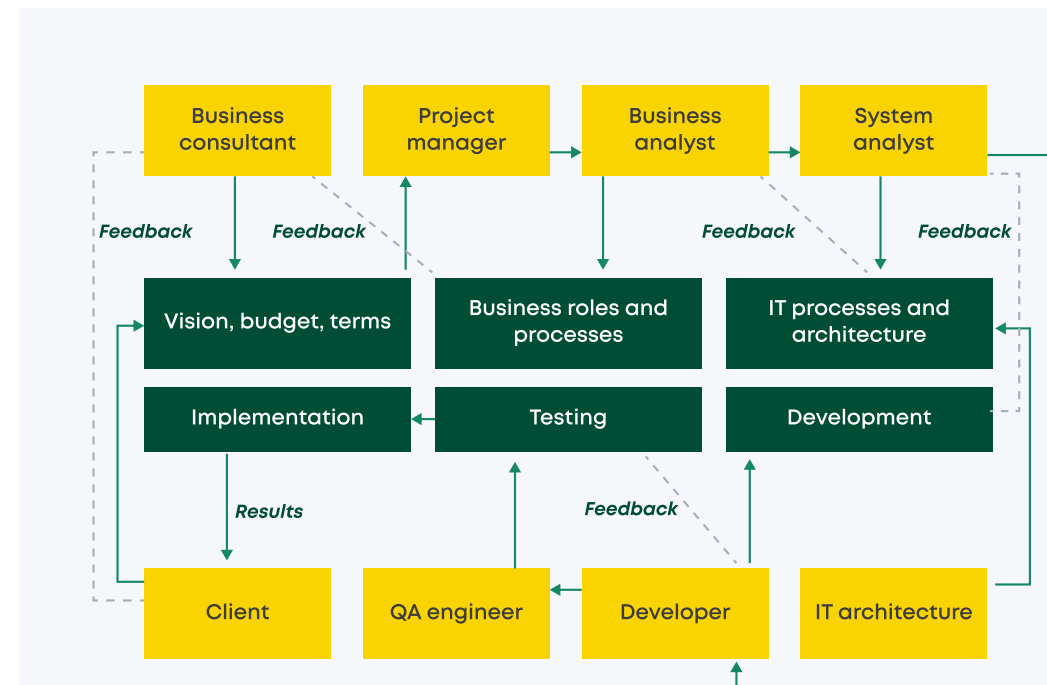 Business
consultant
Project
manager
Business
analyst
System
analyst
Feedback
Feedback
Feedback
Feedback
Vision, budget, terms
Business roles and
processes
IT processes and
architecture
Implementation
Testing
Development
Results
Feedback
Client
QA engineer
Developer
IT architecture